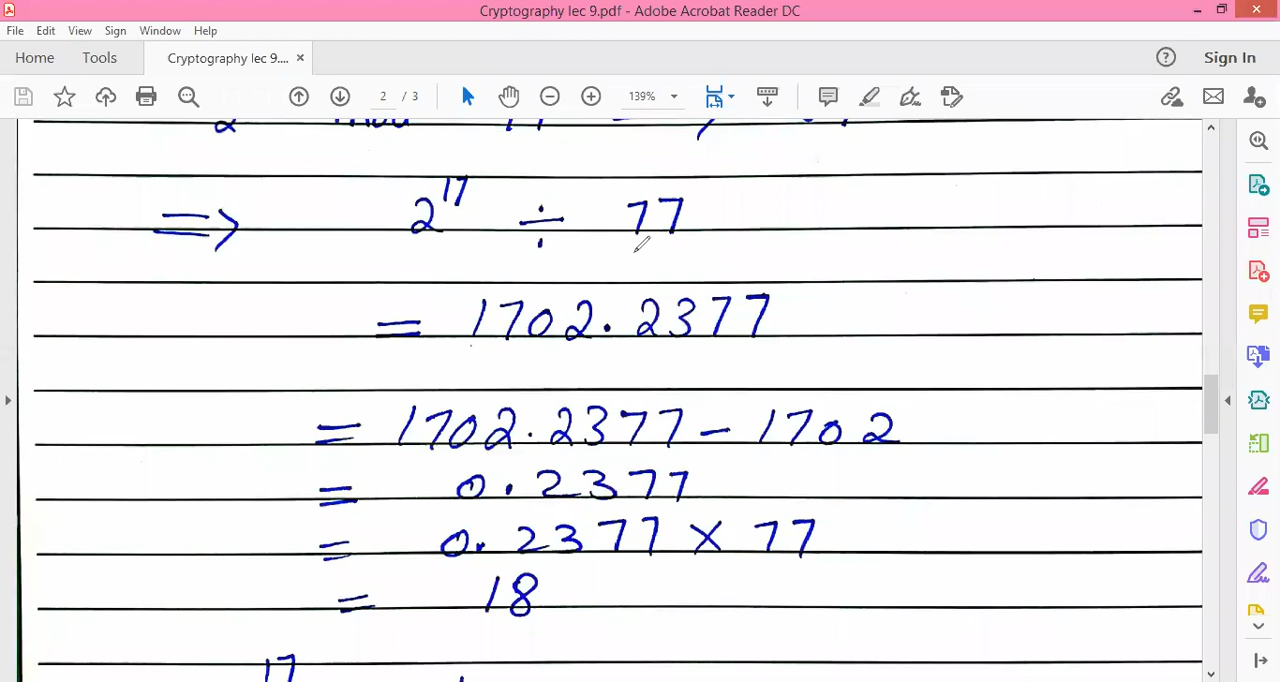 Cryptography lec 9.pdf - Adobe Acrobat Reader DC
File Edit View Sign Window Help
Home Tools Cryptography lec 9.... × Sign In
2 / 3 139%
=> 2^17 ÷ 77
= 1702.2377
= 1702.2377 - 1702
= 0.2377
= 0.2377 × 77
= 18
17